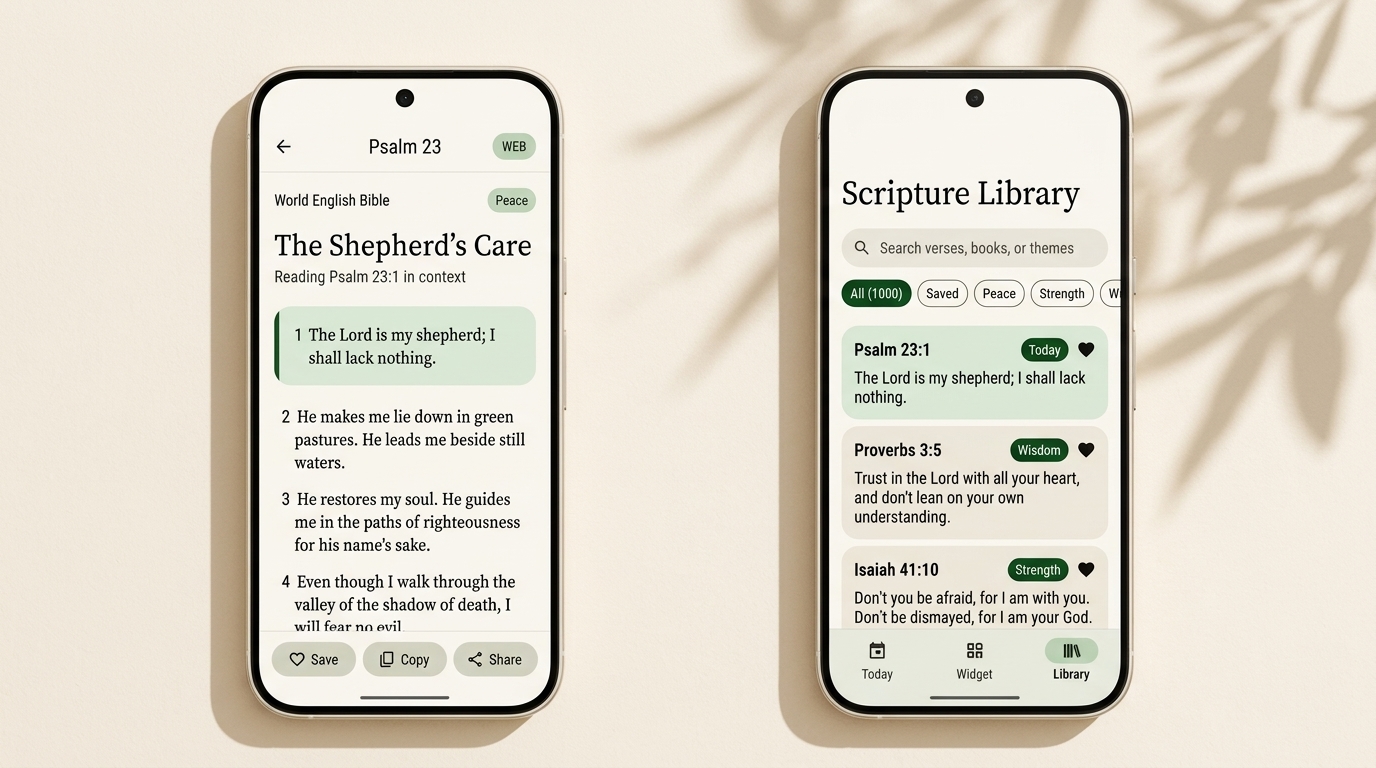 Psalm 23
WEB
World English Bible
Peace
The Shepherd’s Care
Reading Psalm 23:1 in context
1 The Lord is my shepherd; I
shall lack nothing.
2 He makes me lie down in green
pastures. He leads me beside still
waters.
3 He restores my soul. He guides
me in the paths of righteousness
for his name’s sake.
4 Even though I walk through the
valley of the shadow of death, I
will fear no evil.
Save
Copy
Share
Scripture Library
Search verses, books, or themes
All (1000)
Saved
Peace
Strength
Psalm 23:1
Today
The Lord is my shepherd; I shall lack
nothing.
Proverbs 3:5
Wisdom
Trust in the Lord with all your heart,
and don’t lean on your own
understanding.
Isaiah 41:10
Strength
Don’t you be afraid, for I am with you.
Don’t be dismayed, for I am your God.
Today
Widget
Library